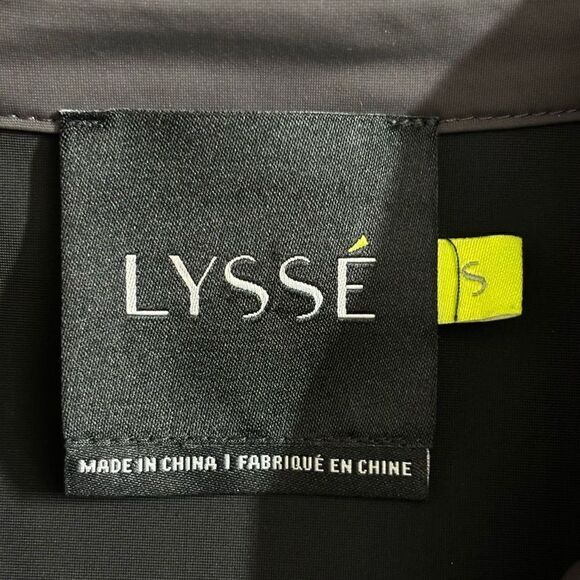 LYSSÉ
S
MADE IN CHINA | FABRIQUÉ EN CHINE